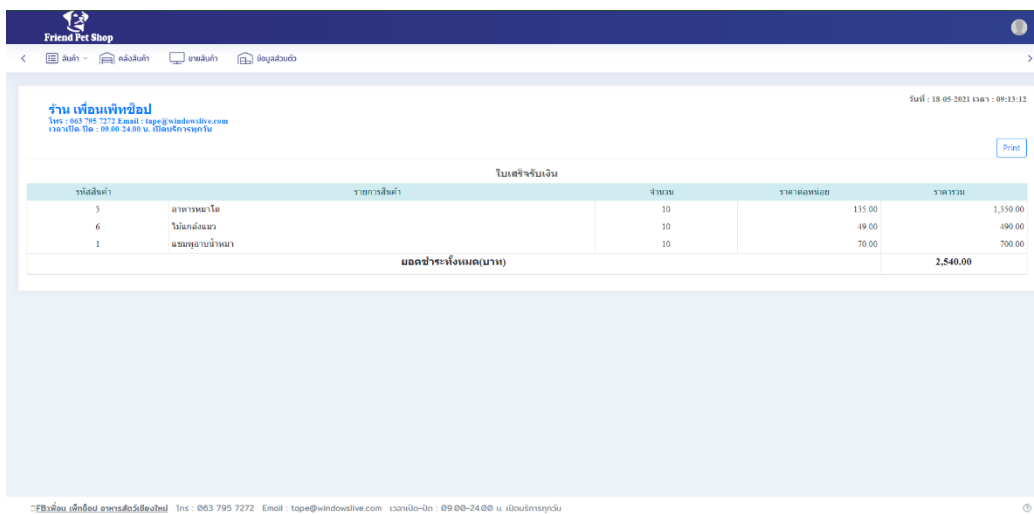 Friend Pet Shop
สินค้า คลังสินค้า ขายสินค้า ข้อมูลส่วนตัว
วันที่ : 18-05-2021 เวลา : 09:13:12
ร้าน เพื่อนเพ็ทช็อป
โทร : 063 795 7272 Email : tape@windowslive.com
เวลาเปิด-ปิด : 09.00-24.00 น. เปิดบริการทุกวัน
Print
ใบเสร็จรับเงิน
รหัสสินค้า รายการสินค้า จำนวน ราคาต่อหน่อย ราคารวม
อาหารหมาโต 10 135.00 1,350.00
6 ไม้แกล้งแมว 10 49.00 490.00
1 แชมพูอาบน้ำหมา 10 70.00 700.00
ยอดชำระทั้งหมด(บาท) 2,540.00
FB:เพื่อน เพ็ทช็อป อาหารสัตว์เชียงใหม่ โทร : 063 795 7272 Email : tape@windowslive.com เวลาเปิด-ปิด : 09.00-24.00 น. เปิดบริการทุกวัน